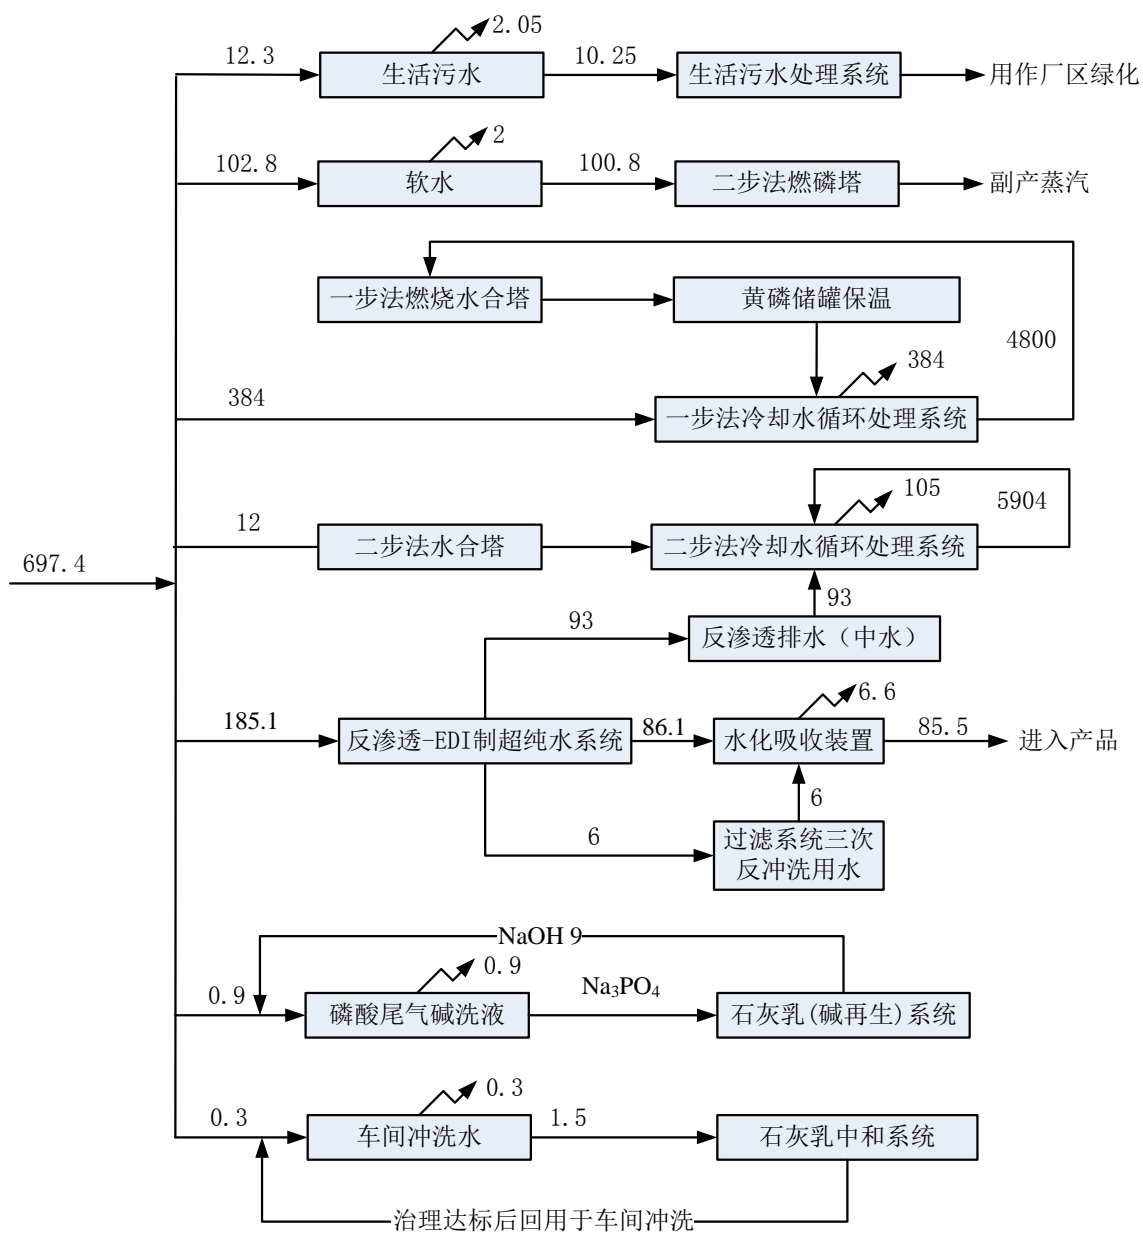 2.05
12.3
生活污水
10.25
生活污水处理系统
用作厂区绿化
2
102.8
软水
100.8
二步法燃磷塔
副产蒸汽
一步法燃烧水合塔
黄磷储罐保温
4800
384
384
一步法冷却水循环处理系统
105
5904
12
二步法水合塔
二步法冷却水循环处理系统
697.4
93
93
反渗透排水（中水）
6.6
185.1
反渗透-EDI制超纯水系统
86.1
水化吸收装置
85.5
进入产品
6
6
过滤系统三次
反冲洗用水
NaOH 9
0.9
0.9
磷酸尾气碱洗液
Na₃PO₄
石灰乳(碱再生)系统
0.3
0.3
车间冲洗水
1.5
石灰乳中和系统
治理达标后回用于车间冲洗